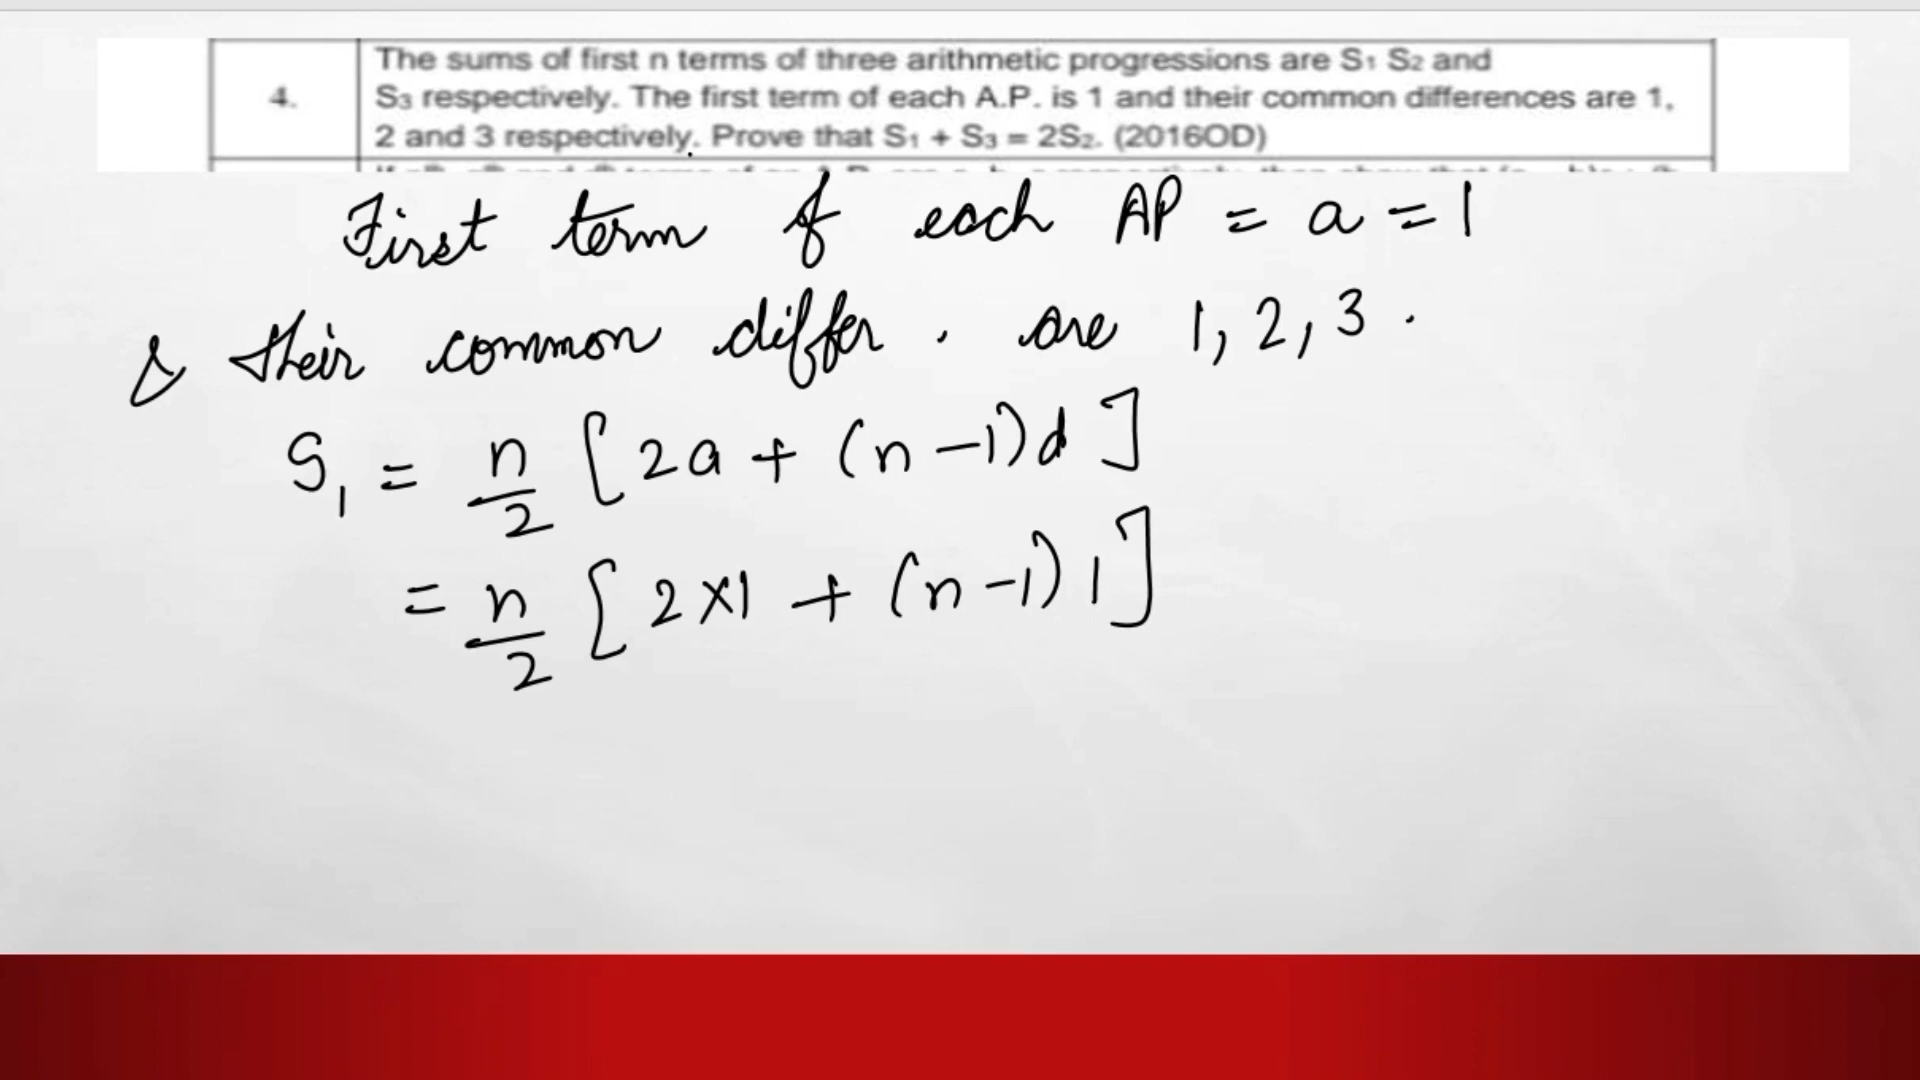 4.
The sums of first n terms of three arithmetic progressions are S₁ S₂ and
S₃ respectively. The first term of each A.P. is 1 and their common differences are 1,
2 and 3 respectively. Prove that S₁ + S₃ = 2S₂. (2016OD)
First term of each AP = a = 1
& their common differ. are 1, 2, 3.
S₁ = n/2 [2a + (n-1)d]
= n/2 [2×1 + (n-1)1]